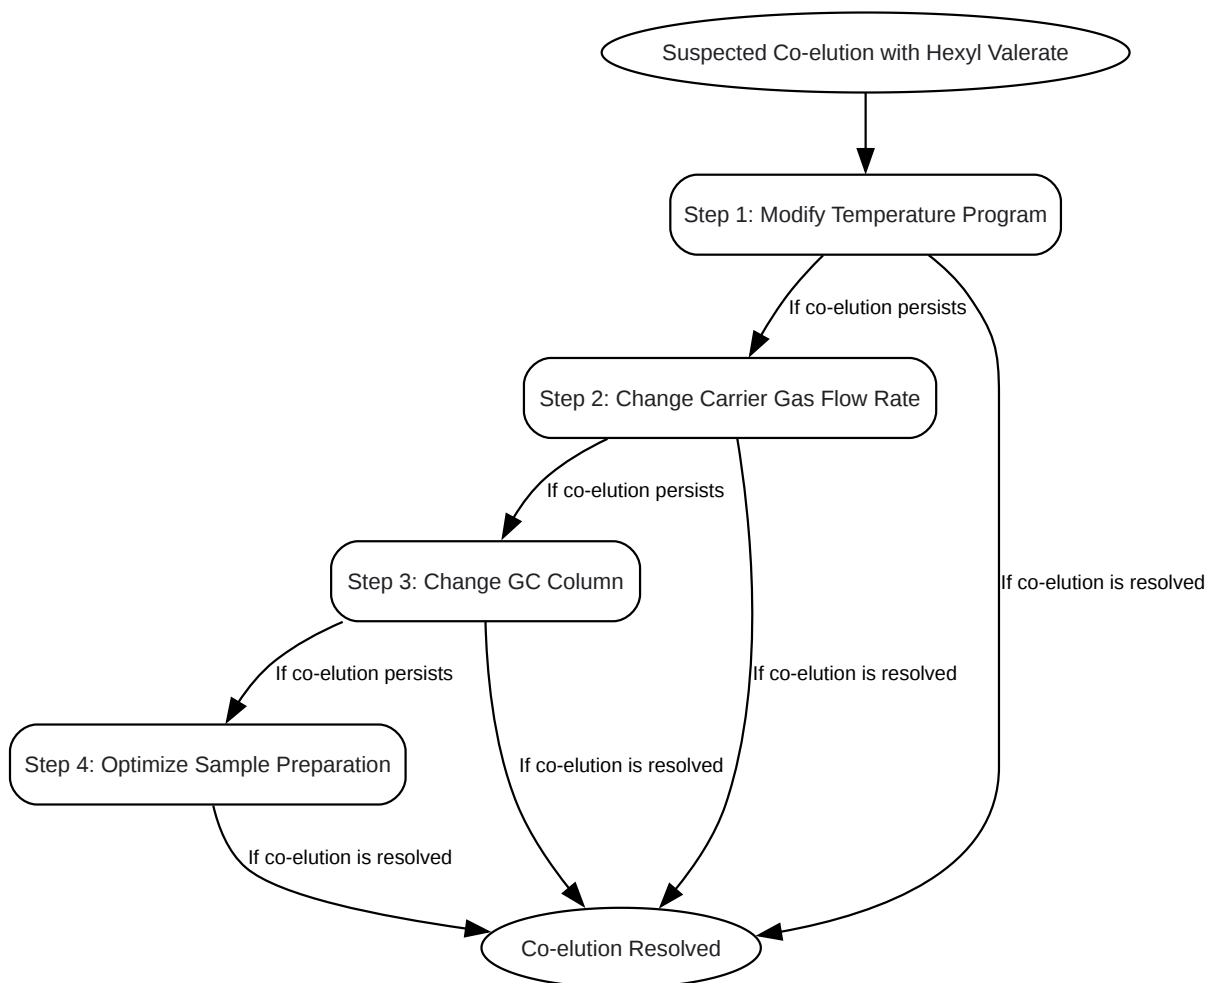 Suspected Co-elution with Hexyl Valerate
Step 1: Modify Temperature Program
If co-elution persists
Step 2: Change Carrier Gas Flow Rate
If co-elution persists
Step 3: Change GC Column
If co-elution is resolved
If co-elution persists
If co-elution is resolved
Step 4: Optimize Sample Preparation
If co-elution is resolved
If co-elution is resolved
Co-elution Resolved